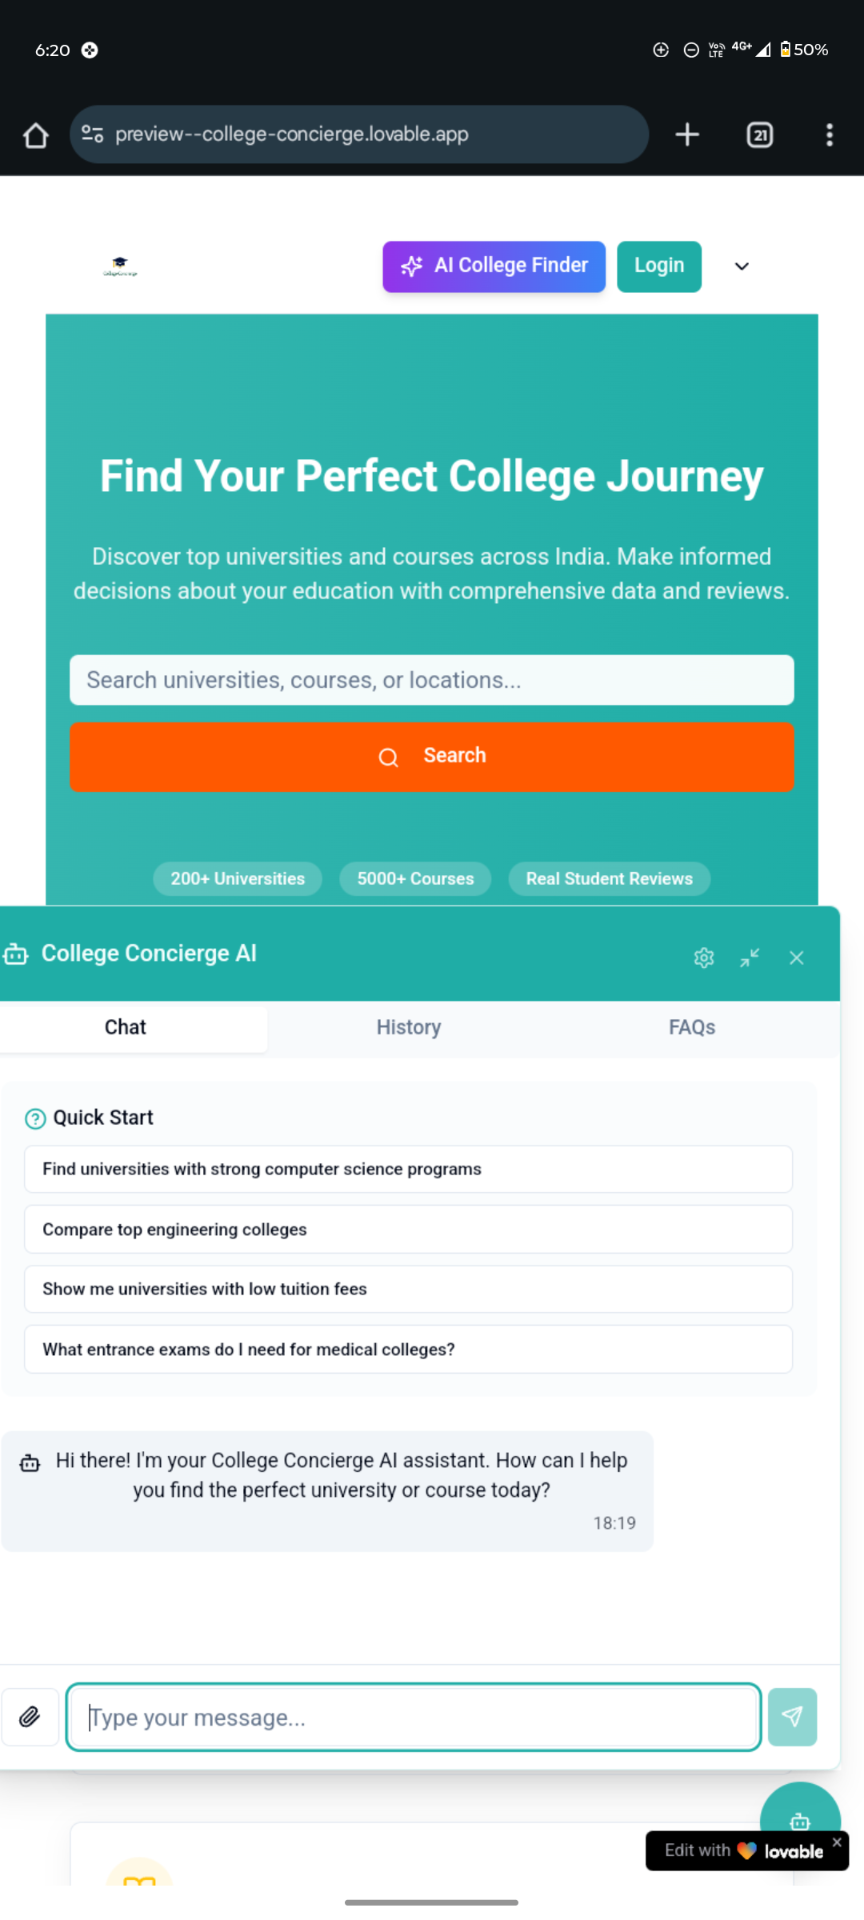 6:20
Vo)) LTE 4G+ 50%
preview--college-concierge.lovable.app
21
AI College Finder
Login
Find Your Perfect College Journey
Discover top universities and courses across India. Make informed
decisions about your education with comprehensive data and reviews.
Search universities, courses, or locations...
Search
200+ Universities
5000+ Courses
Real Student Reviews
College Concierge AI
Chat
History
FAQs
Quick Start
Find universities with strong computer science programs
Compare top engineering colleges
Show me universities with low tuition fees
What entrance exams do I need for medical colleges?
Hi there! I'm your College Concierge AI assistant. How can I help
you find the perfect university or course today?
18:19
Type your message...
Edit with lovable